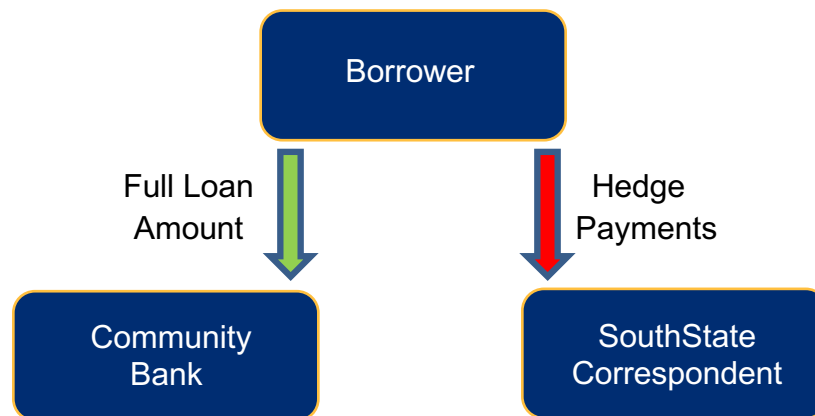 Borrower
Full Loan
Amount
Hedge
Payments
Community
Bank
SouthState
Correspondent